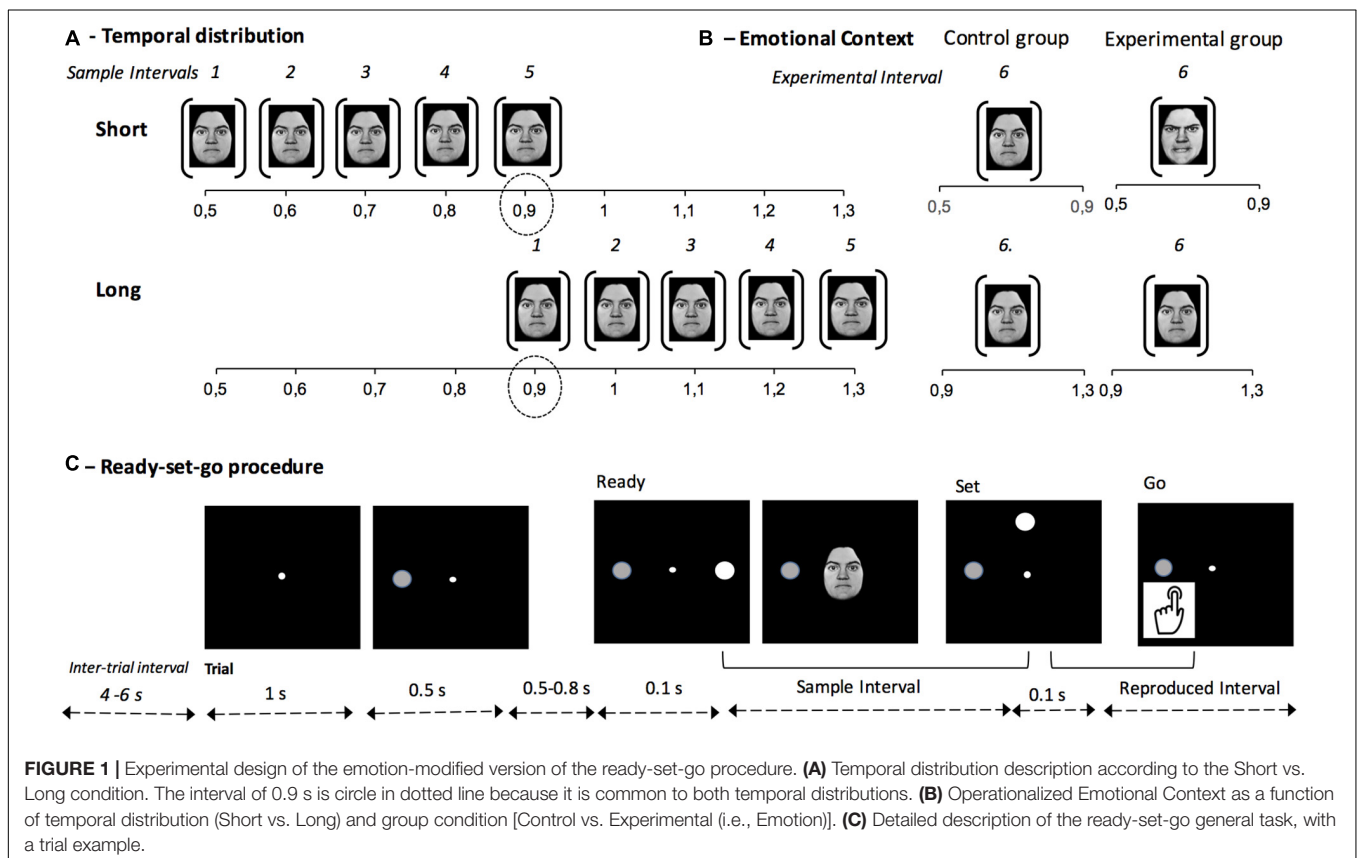 A - Temporal distribution
B – Emotional Context Control group Experimental group
Sample Intervals 1 2 3 4 5
Experimental Interval 6 6
Short
0,5 0,6 0,7 0,8 0,9 1 1,1 1,2 1,3
0,5 0,9 0,5 0,9
1 2 3 4 5 6. 6
Long
0,5 0,6 0,7 0,8 0,9 1 1,1 1,2 1,3
0,9 1,3 0,9 1,3
C – Ready-set-go procedure
Ready Set Go
Inter-trial interval Trial
4 -6 s 1 s 0.5 s 0.5-0.8 s 0.1 s Sample Interval 0.1 s Reproduced Interval
FIGURE 1 | Experimental design of the emotion-modified version of the ready-set-go procedure. (A) Temporal distribution description according to the Short vs.
Long condition. The interval of 0.9 s is circle in dotted line because it is common to both temporal distributions. (B) Operationalized Emotional Context as a function
of temporal distribution (Short vs. Long) and group condition [Control vs. Experimental (i.e., Emotion)]. (C) Detailed description of the ready-set-go general task, with
a trial example.